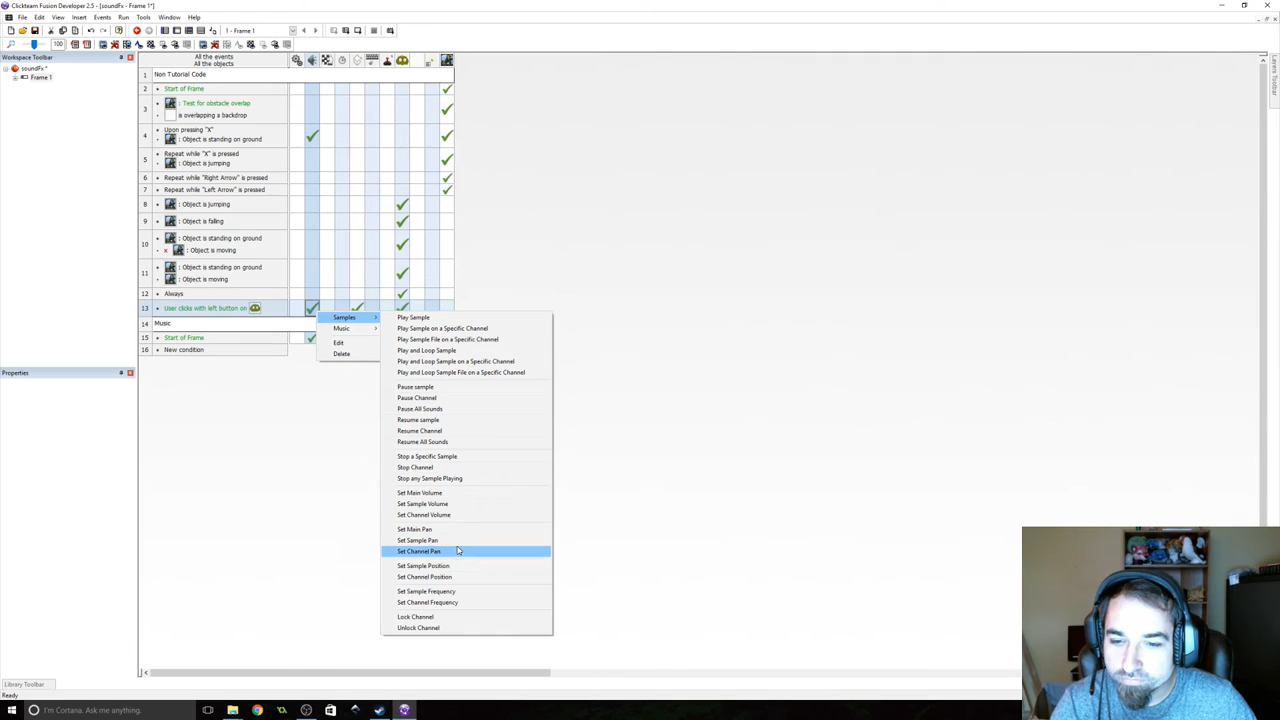 Clickteam Fusion Developer 2.5 - [soundFx - Frame 1*]
File Edit View Insert Events Run Tools Window Help
1 - Frame 1
100
Workspace Toolbar
soundFx *
Frame 1
Properties
Library Toolbar
Ready
Layers Toolbar
All the events
All the objects
1 Non Tutorial Code
2 Start of Frame
3 : Test for obstacle overlap
is overlapping a backdrop
4 Upon pressing "X"
: Object is standing on ground
5 Repeat while "X" is pressed
: Object is jumping
6 Repeat while "Right Arrow" is pressed
7 Repeat while "Left Arrow" is pressed
8 : Object is jumping
9 : Object is falling
10 : Object is standing on ground
X : Object is moving
11 : Object is standing on ground
: Object is moving
12 Always
13 User clicks with left button on
14 Music
15 Start of Frame
16 New condition
Samples
Music
Edit
Delete
Play Sample
Play Sample on a Specific Channel
Play Sample File on a Specific Channel
Play and Loop Sample
Play and Loop Sample on a Specific Channel
Play and Loop Sample File on a Specific Channel
Pause sample
Pause Channel
Pause All Sounds
Resume sample
Resume Channel
Resume All Sounds
Stop a Specific Sample
Stop Channel
Stop any Sample Playing
Set Main Volume
Set Sample Volume
Set Channel Volume
Set Main Pan
Set Sample Pan
Set Channel Pan
Set Sample Position
Set Channel Position
Set Sample Frequency
Set Channel Frequency
Lock Channel
Unlock Channel
I'm Cortana. Ask me anything.